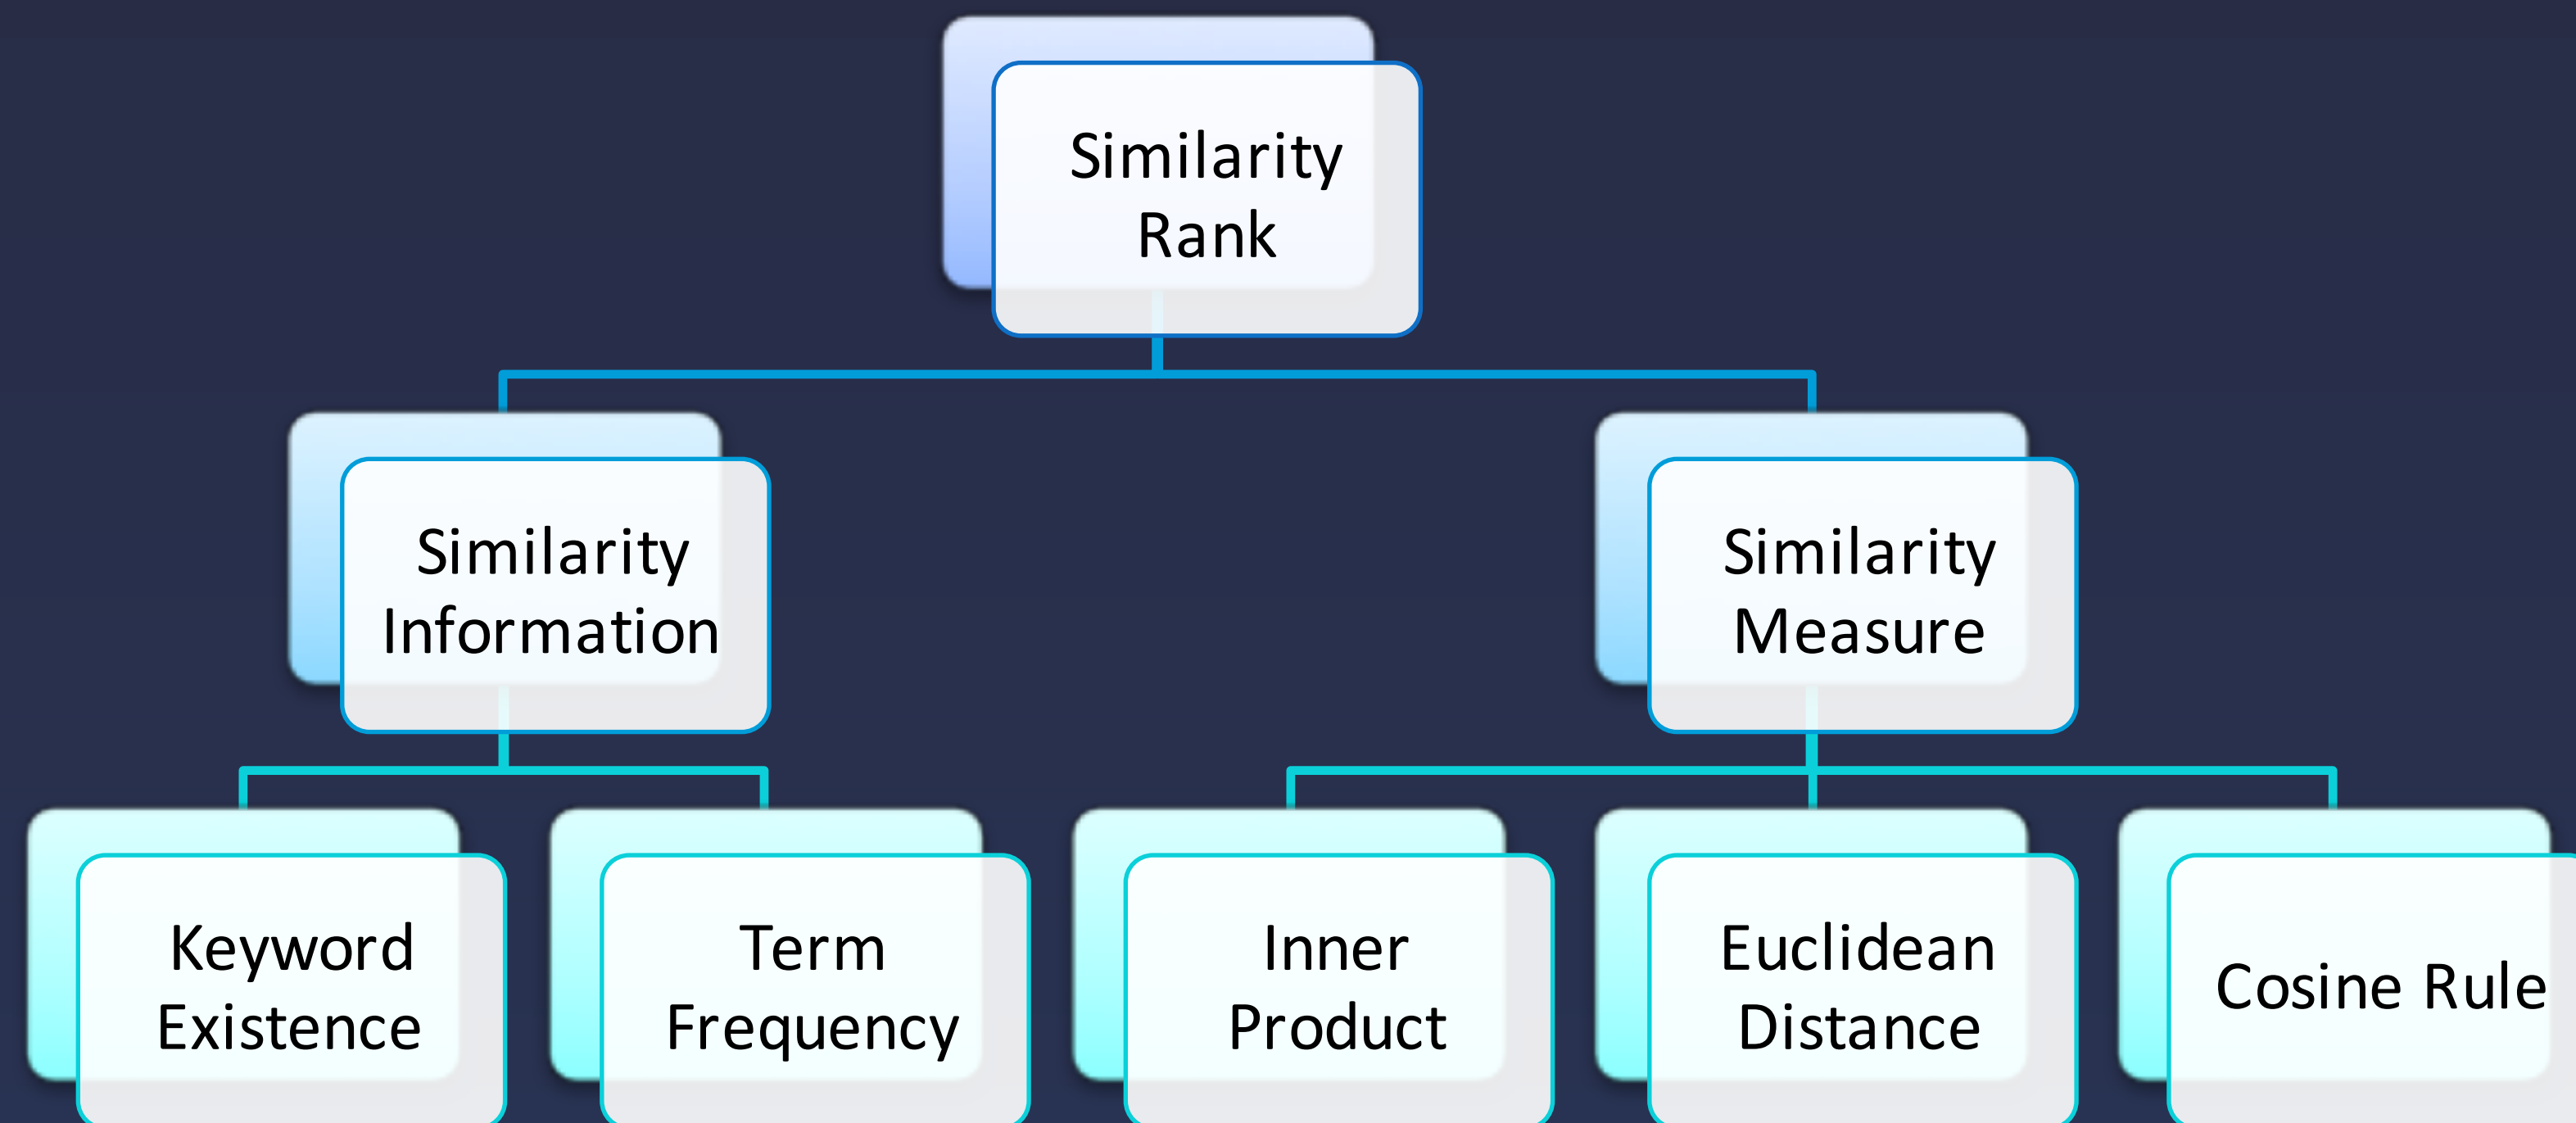 Similarity
Rank
Similarity
Information
Similarity
Measure
Keyword
Existence
Term
Frequency
Inner
Product
Euclidean
Distance
Cosine Rule